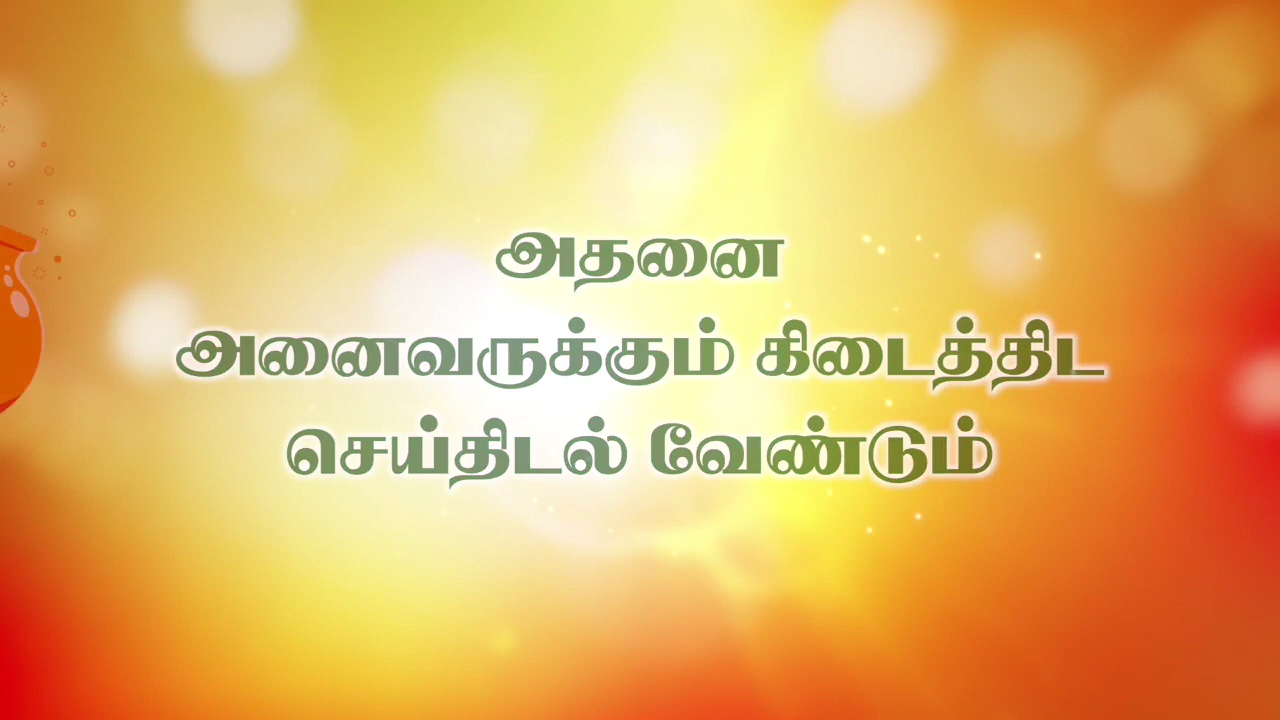 அதனை
அனைவருக்கும் கிடைத்திட
செய்திடல் வேண்டும்